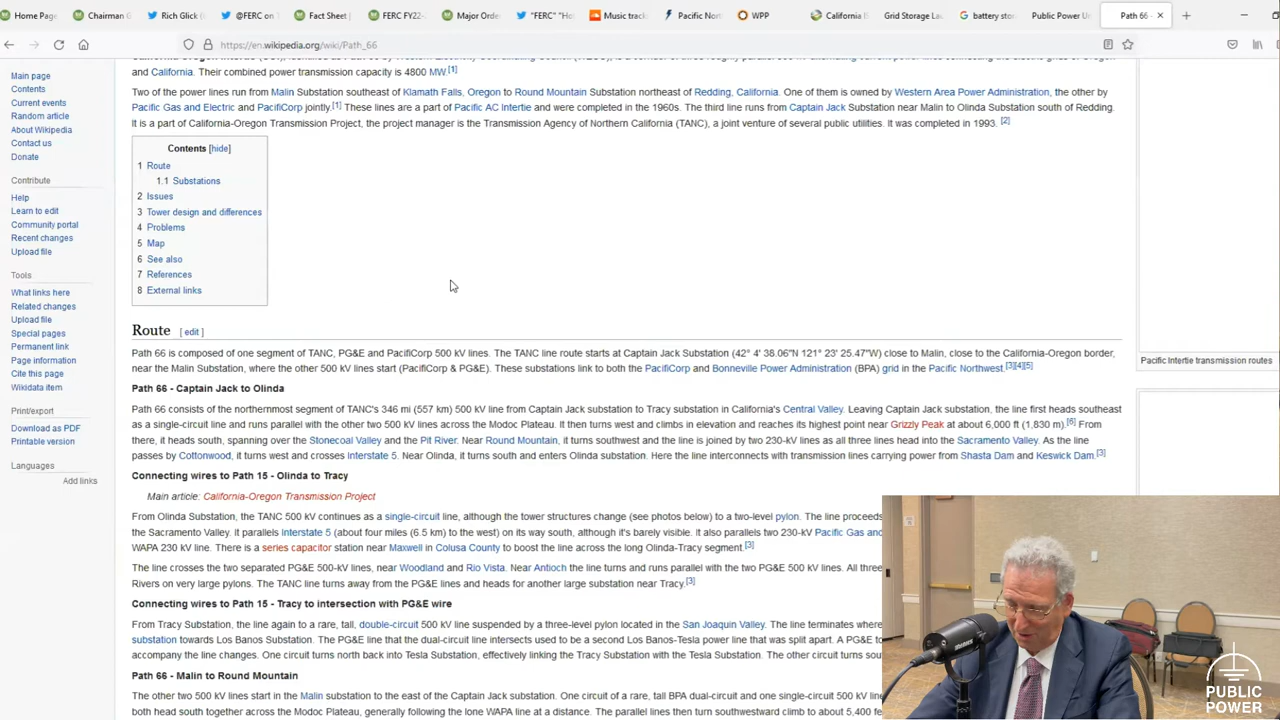 Home Page
Chairman G
Rich Glick (
@FERC on
Fact Sheet |
FERC FY22-
Major Orde
"FERC" "Ho
Music track
Pacific Nort
WPP
California IS
Grid Storage Lau
battery stor
Public Power Un
Path 66 -
https://en.wikipedia.org/wiki/Path_66
Main page
Contents
Current events
Random article
About Wikipedia
Contact us
Donate
Contribute
Help
Learn to edit
Community portal
Recent changes
Upload file
Tools
What links here
Related changes
Upload file
Special pages
Permanent link
Page information
Cite this page
Wikidata item
Print/export
Download as PDF
Printable version
Languages
Add links
and California. Their combined power transmission capacity is 4800 MW.[1]
Two of the power lines run from Malin Substation southeast of Klamath Falls, Oregon to Round Mountain Substation northeast of Redding, California. One of them is owned by Western Area Power Administration, the other by
Pacific Gas and Electric and PacifiCorp jointly.[1] These lines are a part of Pacific AC Intertie and were completed in the 1960s. The third line runs from Captain Jack Substation near Malin to Olinda Substation south of Redding.
It is a part of California-Oregon Transmission Project, the project manager is the Transmission Agency of Northern California (TANC), a joint venture of several public utilities. It was completed in 1993. [2]
Contents [hide]
1 Route
1.1 Substations
2 Issues
3 Tower design and differences
4 Problems
5 Map
6 See also
7 References
8 External links
Route [ edit ]
Path 66 is composed of one segment of TANC, PG&E and PacifiCorp 500 kV lines. The TANC line route starts at Captain Jack Substation (42° 4' 38.06"N 121° 23' 25.47"W) close to Malin, close to the California-Oregon border,
near the Malin Substation, where the other 500 kV lines start (PacifiCorp & PG&E). These substations link to both the PacifiCorp and Bonneville Power Administration (BPA) grid in the Pacific Northwest.[3][4][5]
Path 66 - Captain Jack to Olinda
Path 66 consists of the northernmost segment of TANC's 346 mi (557 km) 500 kV line from Captain Jack substation to Tracy substation in California's Central Valley. Leaving Captain Jack substation, the line first heads southeast
as a single-circuit line and runs parallel with the other two 500 kV lines across the Modoc Plateau. It then turns west and climbs in elevation and reaches its highest point near Grizzly Peak at about 6,000 ft (1,830 m).[6] From
there, it heads south, spanning over the Stonecoal Valley and the Pit River. Near Round Mountain, it turns southwest and the line is joined by two 230-kV lines as all three lines head into the Sacramento Valley. As the line
passes by Cottonwood, it turns west and crosses Interstate 5. Near Olinda, it turns south and enters Olinda substation. Here the line interconnects with transmission lines carrying power from Shasta Dam and Keswick Dam.[3]
Connecting wires to Path 15 - Olinda to Tracy
Main article: California-Oregon Transmission Project
From Olinda Substation, the TANC 500 kV continues as a single-circuit line, although the tower structures change (see photos below) to a two-level pylon. The line proceeds
the Sacramento Valley. It parallels Interstate 5 (about four miles (6.5 km) to the west) on its way south, although it's barely visible. It also parallels two 230-kV Pacific Gas and
WAPA 230 kV line. There is a series capacitor station near Maxwell in Colusa County to boost the line across the long Olinda-Tracy segment.[3]
The line crosses the two separated PG&E 500-kV lines, near Woodland and Rio Vista. Near Antioch the line turns and runs parallel with the two PG&E 500-kV lines. All three
Rivers on very large pylons. The TANC line turns away from the PG&E lines and heads for another large substation near Tracy.[3]
Connecting wires to Path 15 - Tracy to intersection with PG&E wire
From Tracy Substation, the line again to a rare, tall, double-circuit 500 kV line suspended by a three-level pylon located in the San Joaquin Valley. The line terminates where
substation towards Los Banos Substation. The PG&E line that the dual-circuit line intersects used to be a second Los Banos-Tesla power line that was split apart. A PG&E to
accompany the line changes. One circuit turns north back into Tesla Substation, effectively linking the Tracy Substation with the Tesla Substation. The other circuit turns sou
Path 66 - Malin to Round Mountain
The other two 500 kV lines start in the Malin substation to the east of the Captain Jack substation. One circuit of a rare, tall BPA dual-circuit and one single-circuit 500 kV line
both head south together across the Modoc Plateau, generally following the lone WAPA line at a distance. The parallel lines then turn southwestward climb to about 5,400 fe
Pacific Intertie transmission routes
PUBLIC
POWER